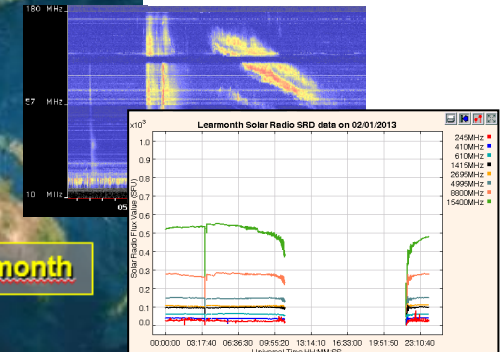 180 MHz
57 MHz
10 MHz
05
month
Learmonth Solar Radio SRD data on 02/01/2013
x10³
Solar Radio Flux Value (SFU)
1.0
0.9
0.8
0.7
0.6
0.5
0.4
0.3
0.2
0.1
0.0
245MHz
410MHz
610MHz
1415MHz
2695MHz
4995MHz
8800MHz
15400MHz
00:00:00 03:17:40 06:36:30 09:55:20 13:14:10 16:33:00 19:51:50 23:10:40
Universal Time HH:MM:SS